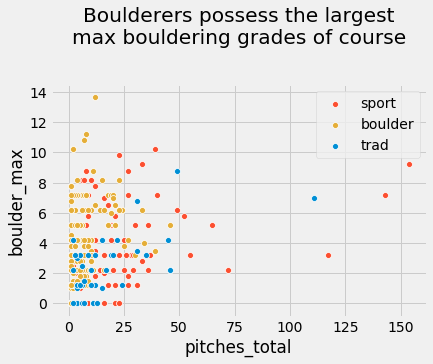 Boulderers possess the largest
max bouldering grades of course
sport
boulder
trad
boulder_max
14
12
10
8
6
4
2
0
0 25 50 75 100 125 150
pitches_total